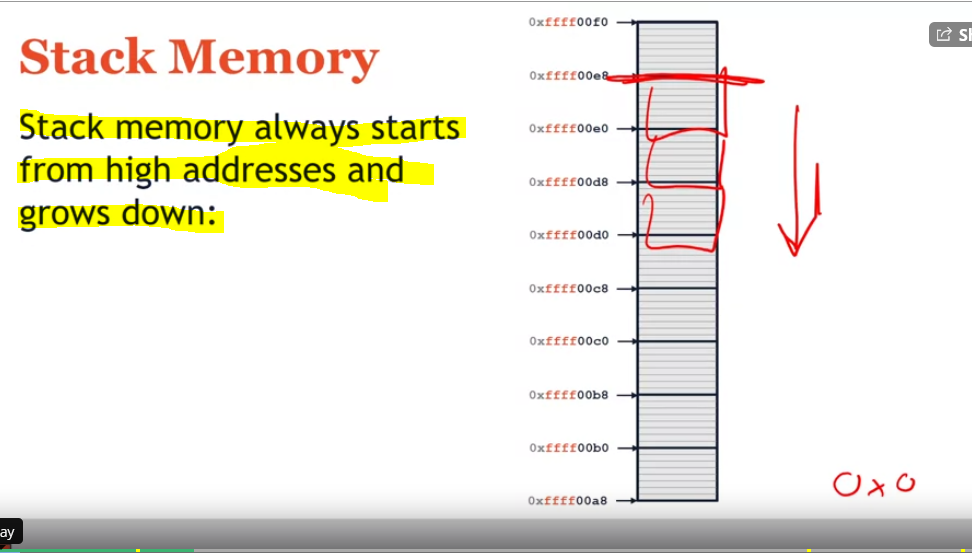 Stack Memory
Stack memory always starts
from high addresses and
grows down:
0xffff00f0
0xffff00e8
0xffff00e0
0xffff00d8
0xffff00d0
0xffff00c8
0xffff00c0
0xffff00b8
0xffff00b0
0xffff00a8
0x0
ay